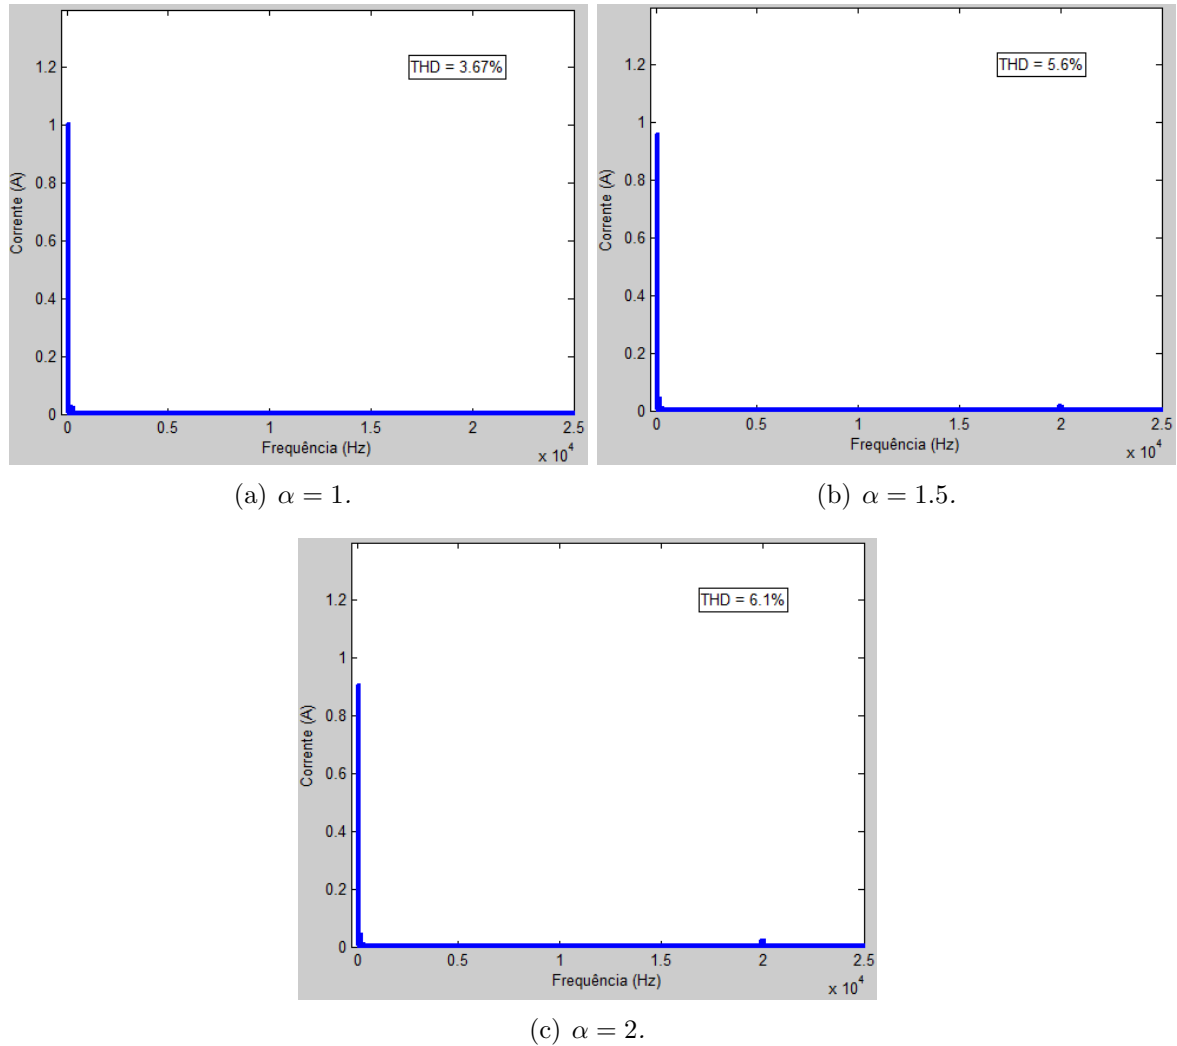 THD = 3.67%
1.2
1
0.8
0.6
0.4
0.2
0
Corrente (A)
0 0.5 1 1.5 2 2.5
Frequência (Hz)
x 10^4
(a) α = 1.
THD = 5.6%
1.2
1
0.8
0.6
0.4
0.2
0
Corrente (A)
0 0.5 1 1.5 2 2.5
Frequência (Hz)
x 10^4
(b) α = 1.5.
THD = 6.1%
1.2
1
0.8
0.6
0.4
0.2
0
Corrente (A)
0 0.5 1 1.5 2 2.5
Frequência (Hz)
x 10^4
(c) α = 2.